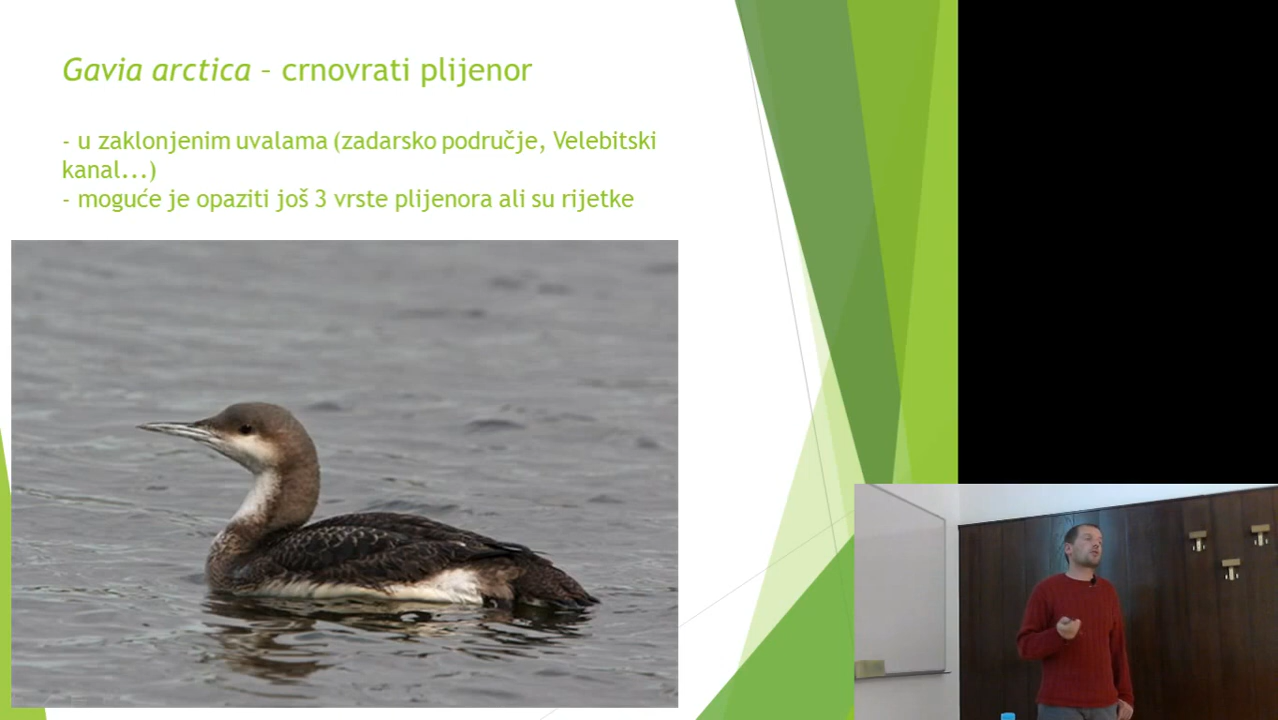 Gavia arctica – crnovrati plijenor
- u zaklonjenim uvalama (zadarsko područje, Velebitski
kanal...)
- moguće je opaziti još 3 vrste plijenora ali su rijetke